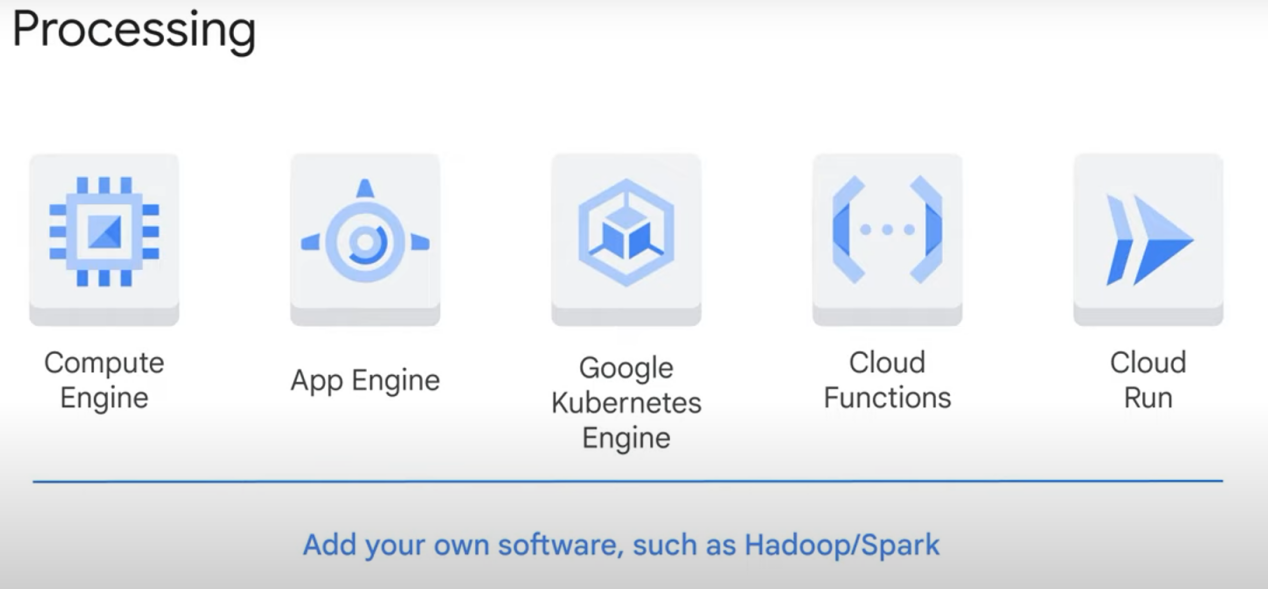 Processing
Compute
Engine
App Engine
Google
Kubernetes
Engine
Cloud
Functions
Cloud
Run
Add your own software, such as Hadoop/Spark